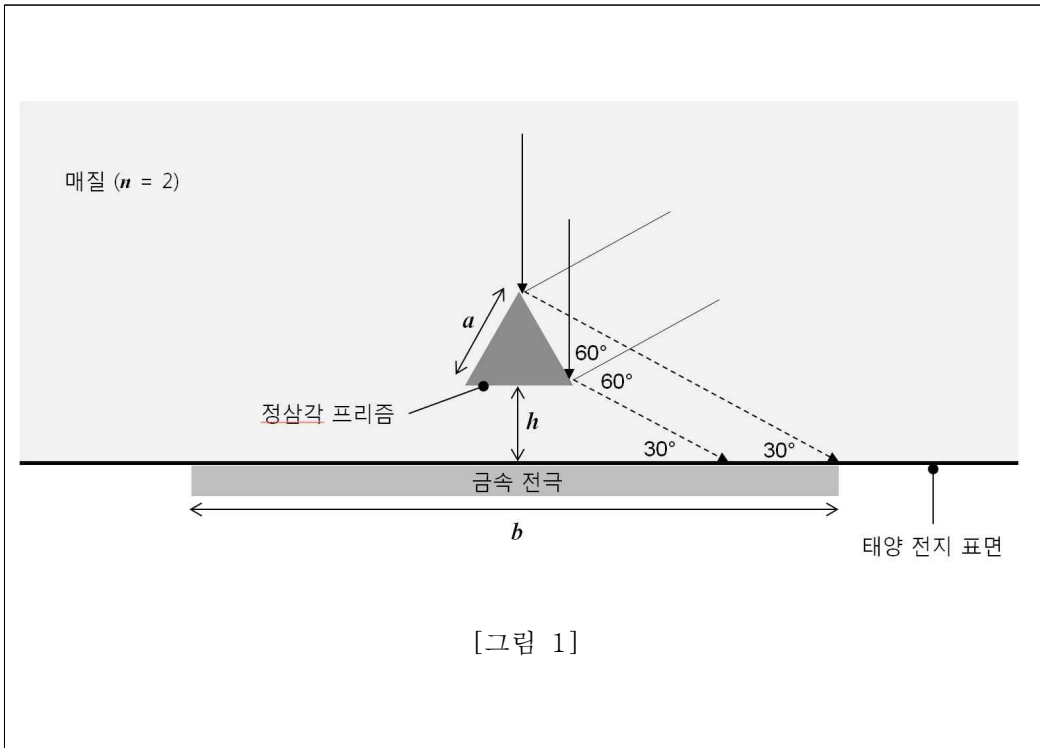 매질 (n = 2)
a
60°
60°
정삼각 프리즘
h
30°
30°
금속 전극
b
태양 전지 표면
[그림 1]